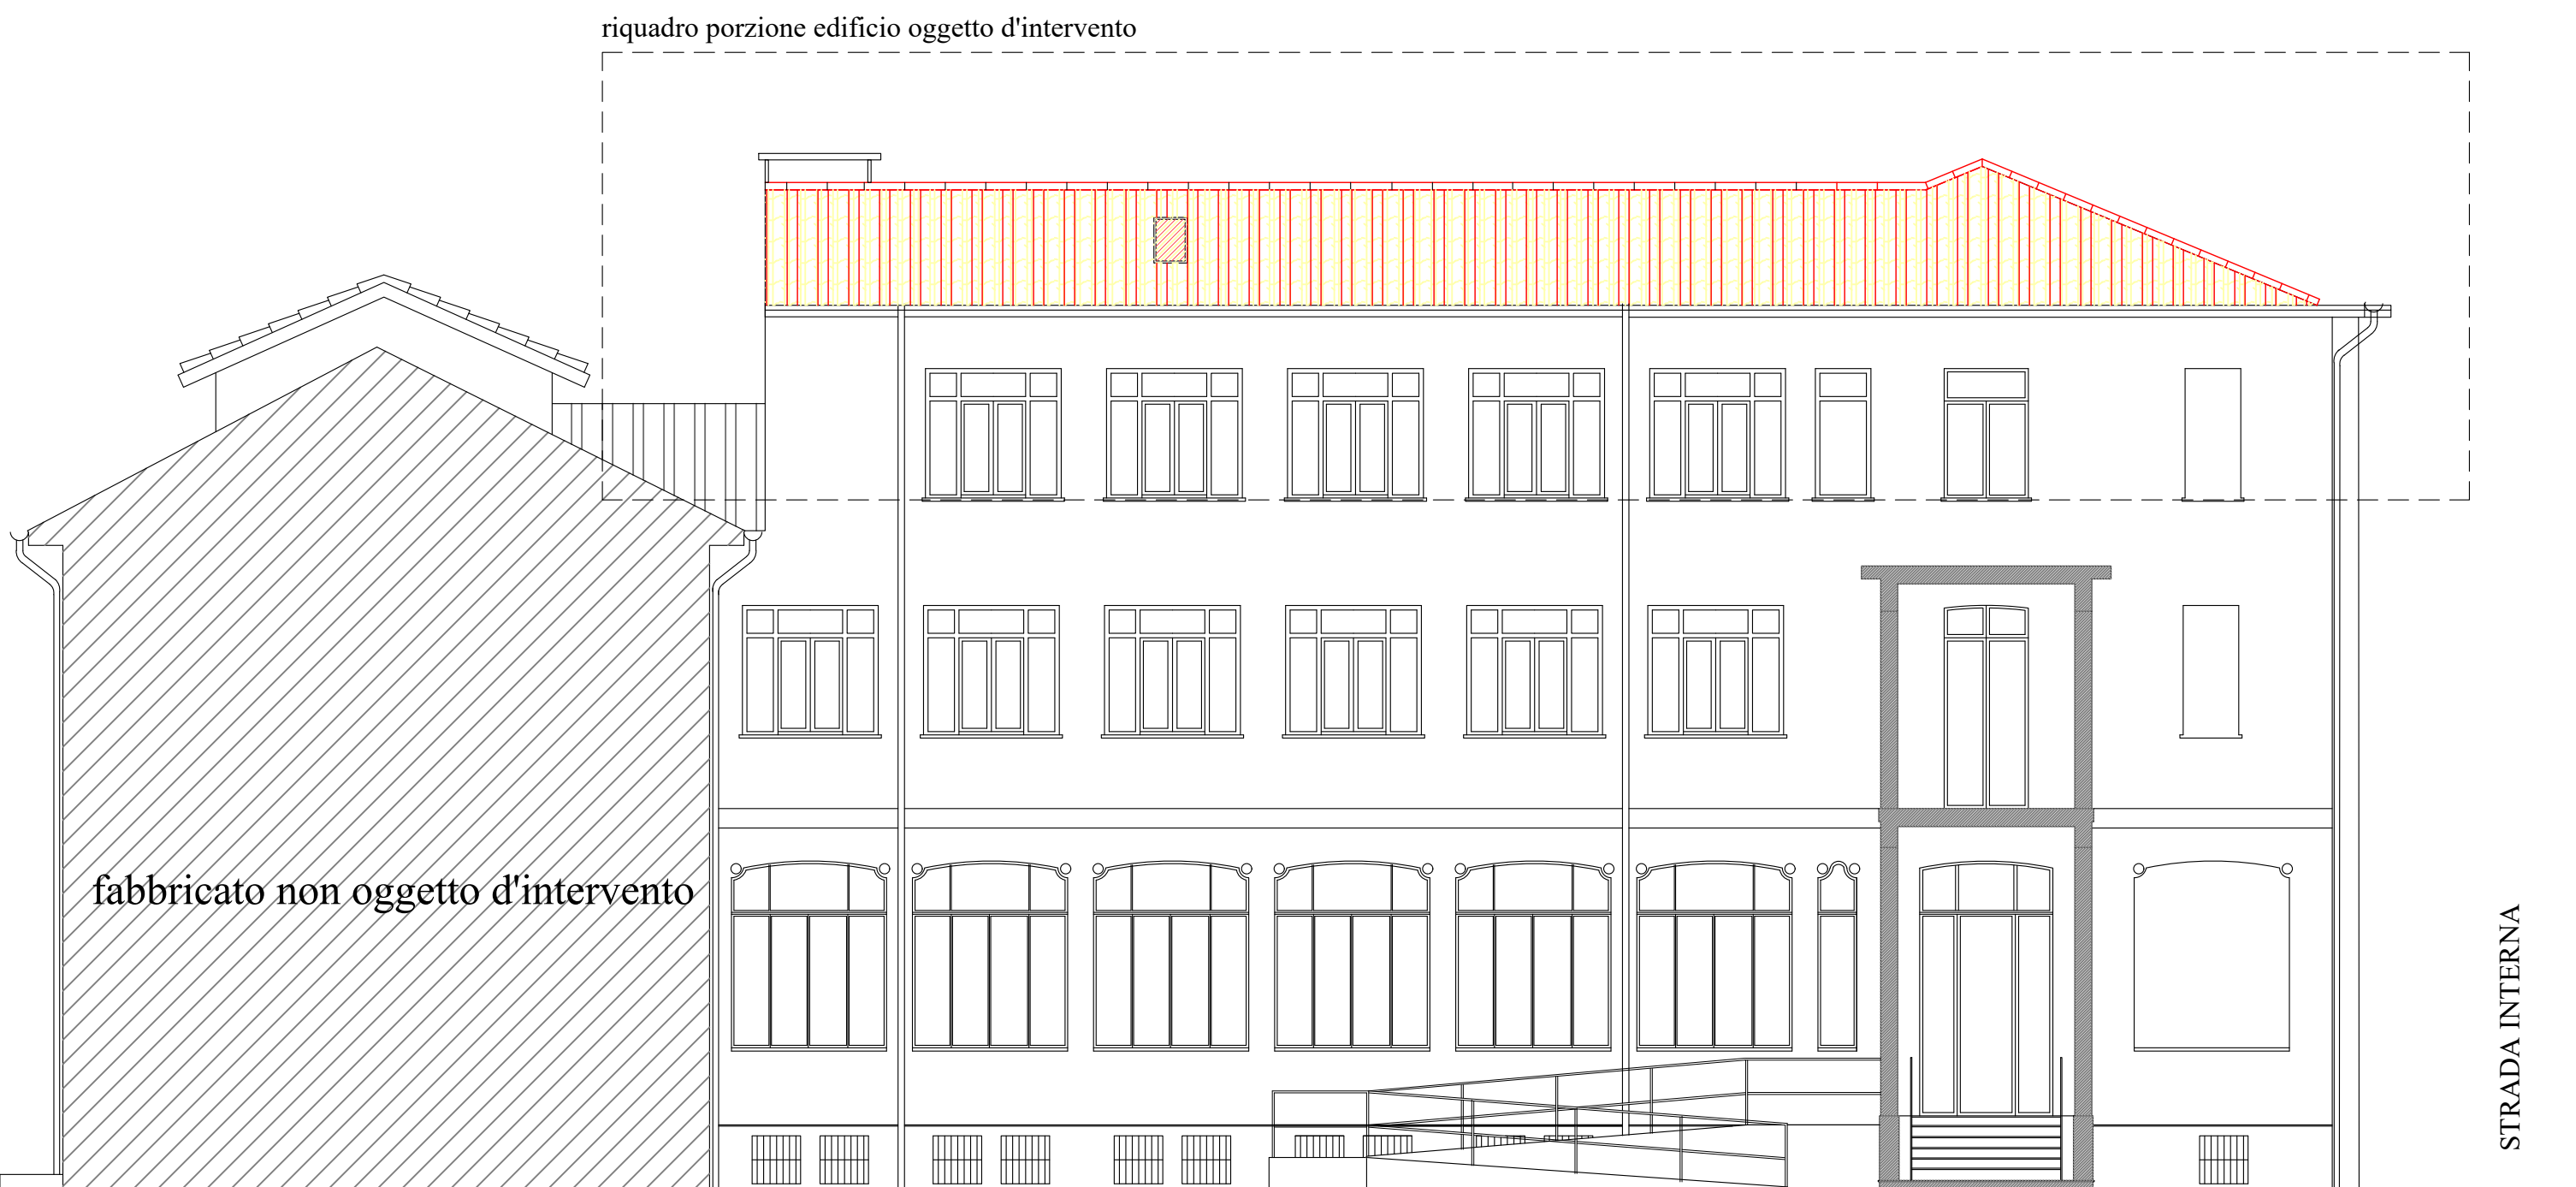 riquadro porzione edificio oggetto d'intervento
fabbricato non oggetto d'intervento
STRADA INTERNA